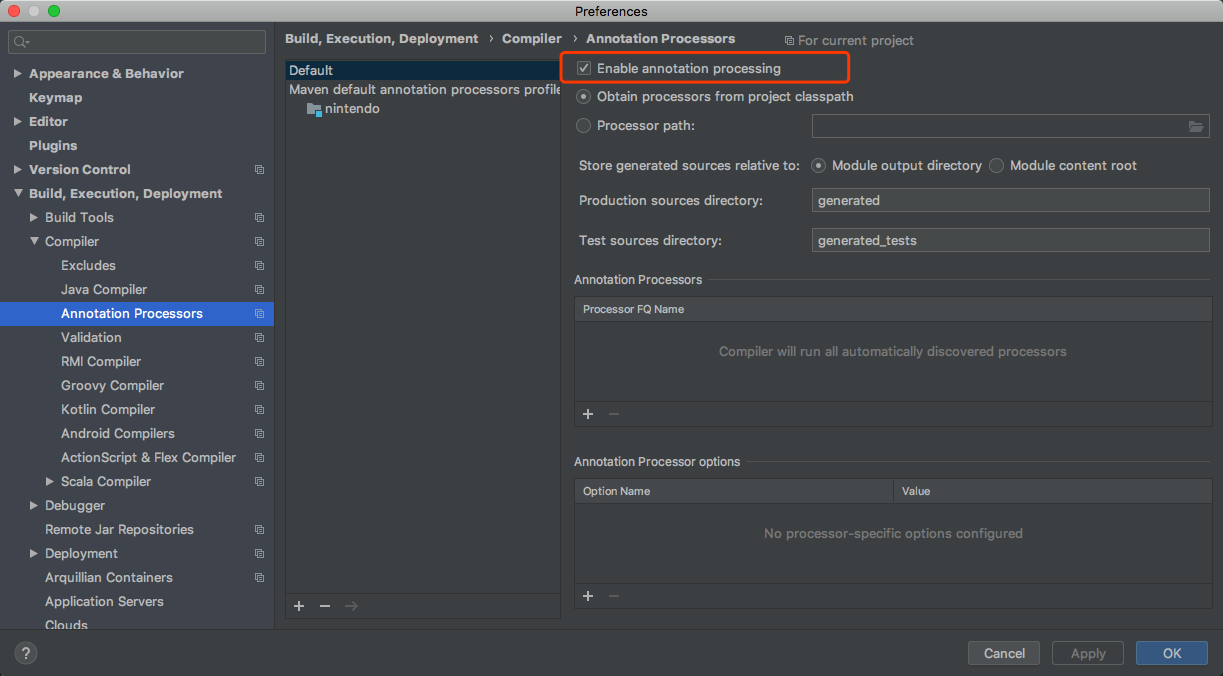 Preferences
Appearance & Behavior
Keymap
Editor
Plugins
Version Control
Build, Execution, Deployment
Build Tools
Compiler
Excludes
Java Compiler
Annotation Processors
Validation
RMI Compiler
Groovy Compiler
Kotlin Compiler
Android Compilers
ActionScript & Flex Compiler
Scala Compiler
Debugger
Remote Jar Repositories
Deployment
Arquillian Containers
Application Servers
Clouds
Build, Execution, Deployment › Compiler › Annotation Processors
For current project
Default
Maven default annotation processors profile
nintendo
Enable annotation processing
Obtain processors from project classpath
Processor path:
Store generated sources relative to: Module output directory Module content root
Production sources directory: generated
Test sources directory: generated_tests
Annotation Processors
Processor FQ Name
Compiler will run all automatically discovered processors
Annotation Processor options
Option Name Value
No processor-specific options configured
? Cancel Apply OK